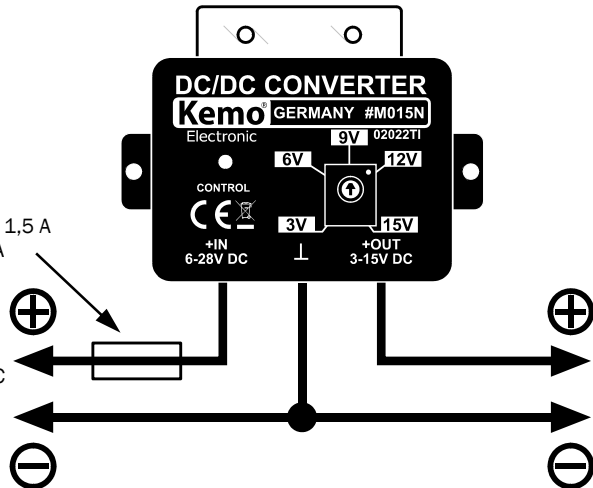 DC/DC CONVERTER
Kemo® GERMANY #M015N
Electronic
02022TI
9V
6V
12V
CONTROL
CE
3V
15V
+IN
6-28V DC
⊥
+OUT
3-15V DC
1,5 A
A
+
+
C
−
−